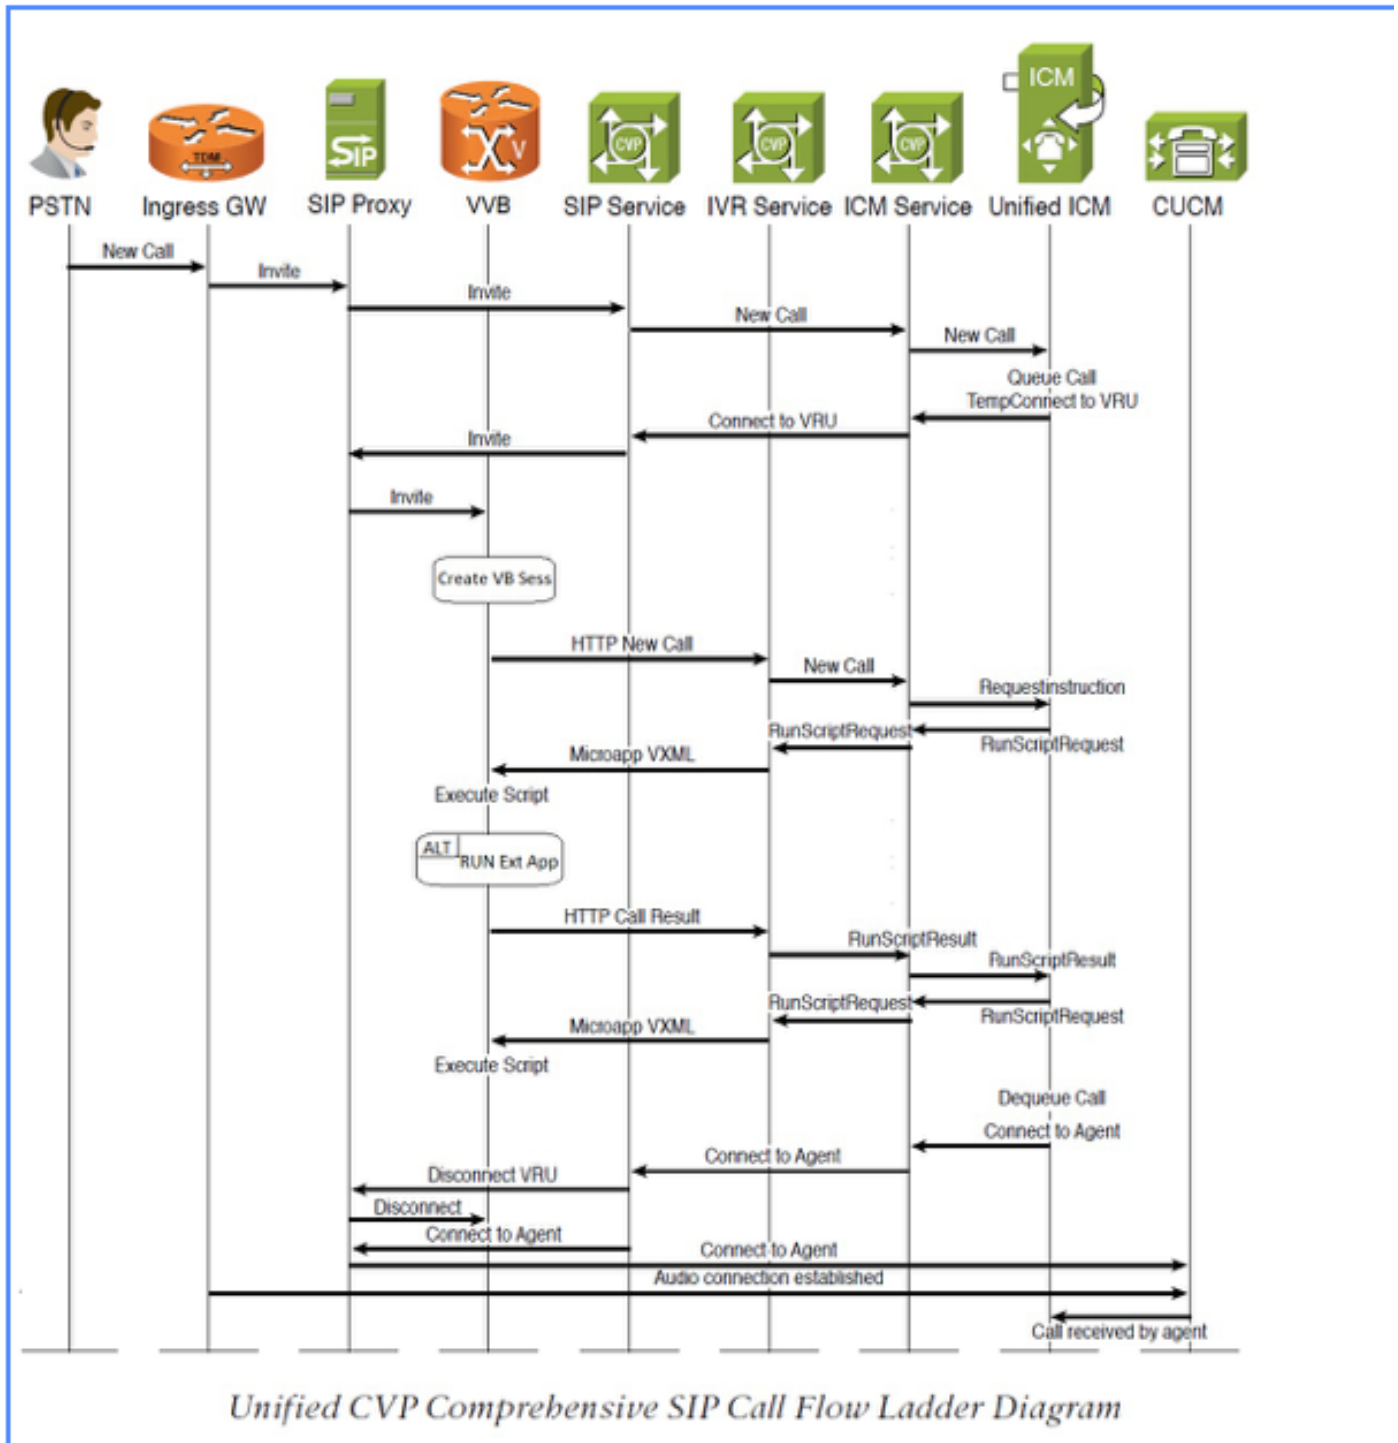 ICM
TDM
SIP
V
CVP
CVP
CVP
PSTN
Ingress GW
SIP Proxy
VVB
SIP Service
IVR Service
ICM Service
Unified ICM
CUCM
New Call
Invite
Invite
New Call
New Call
Queue Call
TempConnect to VRU
Connect to VRU
Invite
Invite
Create VB Sess
HTTP New Call
New Call
Requestinstruction
RunScriptRequest
RunScriptRequest
Microapp VXML
Execute Script
ALT
RUN Ext App
HTTP Call Result
RunScriptResult
RunScriptResult
RunScriptRequest
RunScriptRequest
Microapp VXML
Execute Script
Dequeue Call
Connect to Agent
Connect to Agent
Disconnect VRU
Disconnect
Connect to Agent
Connect to Agent
Audio connection established
Call received by agent
Unified CVP Comprehensive SIP Call Flow Ladder Diagram